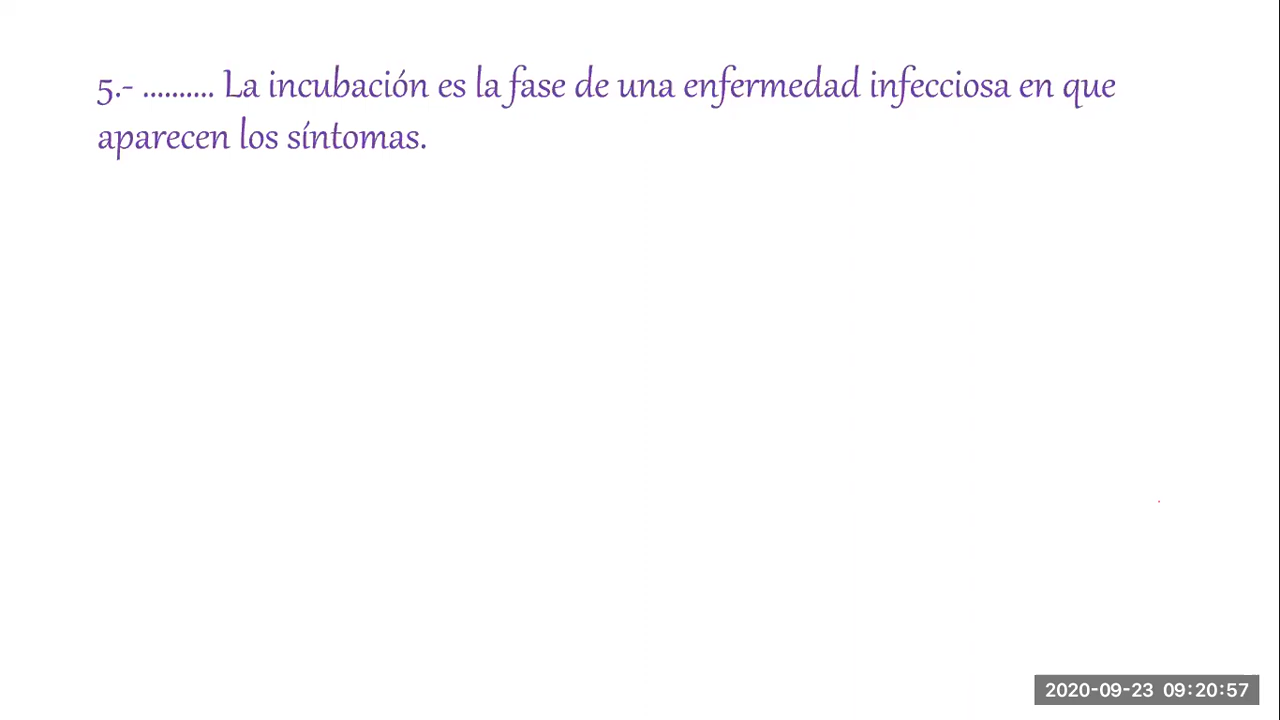 5.- .......... La incubación es la fase de una enfermedad infecciosa en que
aparecen los síntomas.
2020-09-23 09:20:57